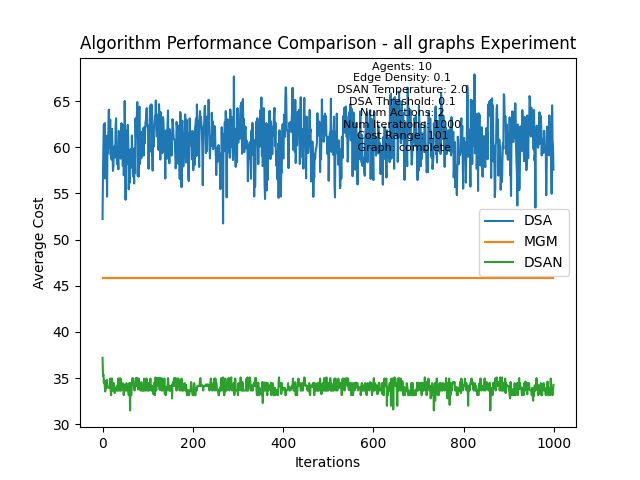 Algorithm Performance Comparison - all graphs Experiment
Agents: 10
Edge Density: 0.1
DSAN Temperature: 2.0
DSA Threshold: 0.1
Num Actions: 2
Num Iterations: 1000
Cost Range: 101
Graph: complete
65
60
55
50
45
40
35
30
Average Cost
DSA
MGM
DSAN
0
200
400
600
800
1000
Iterations